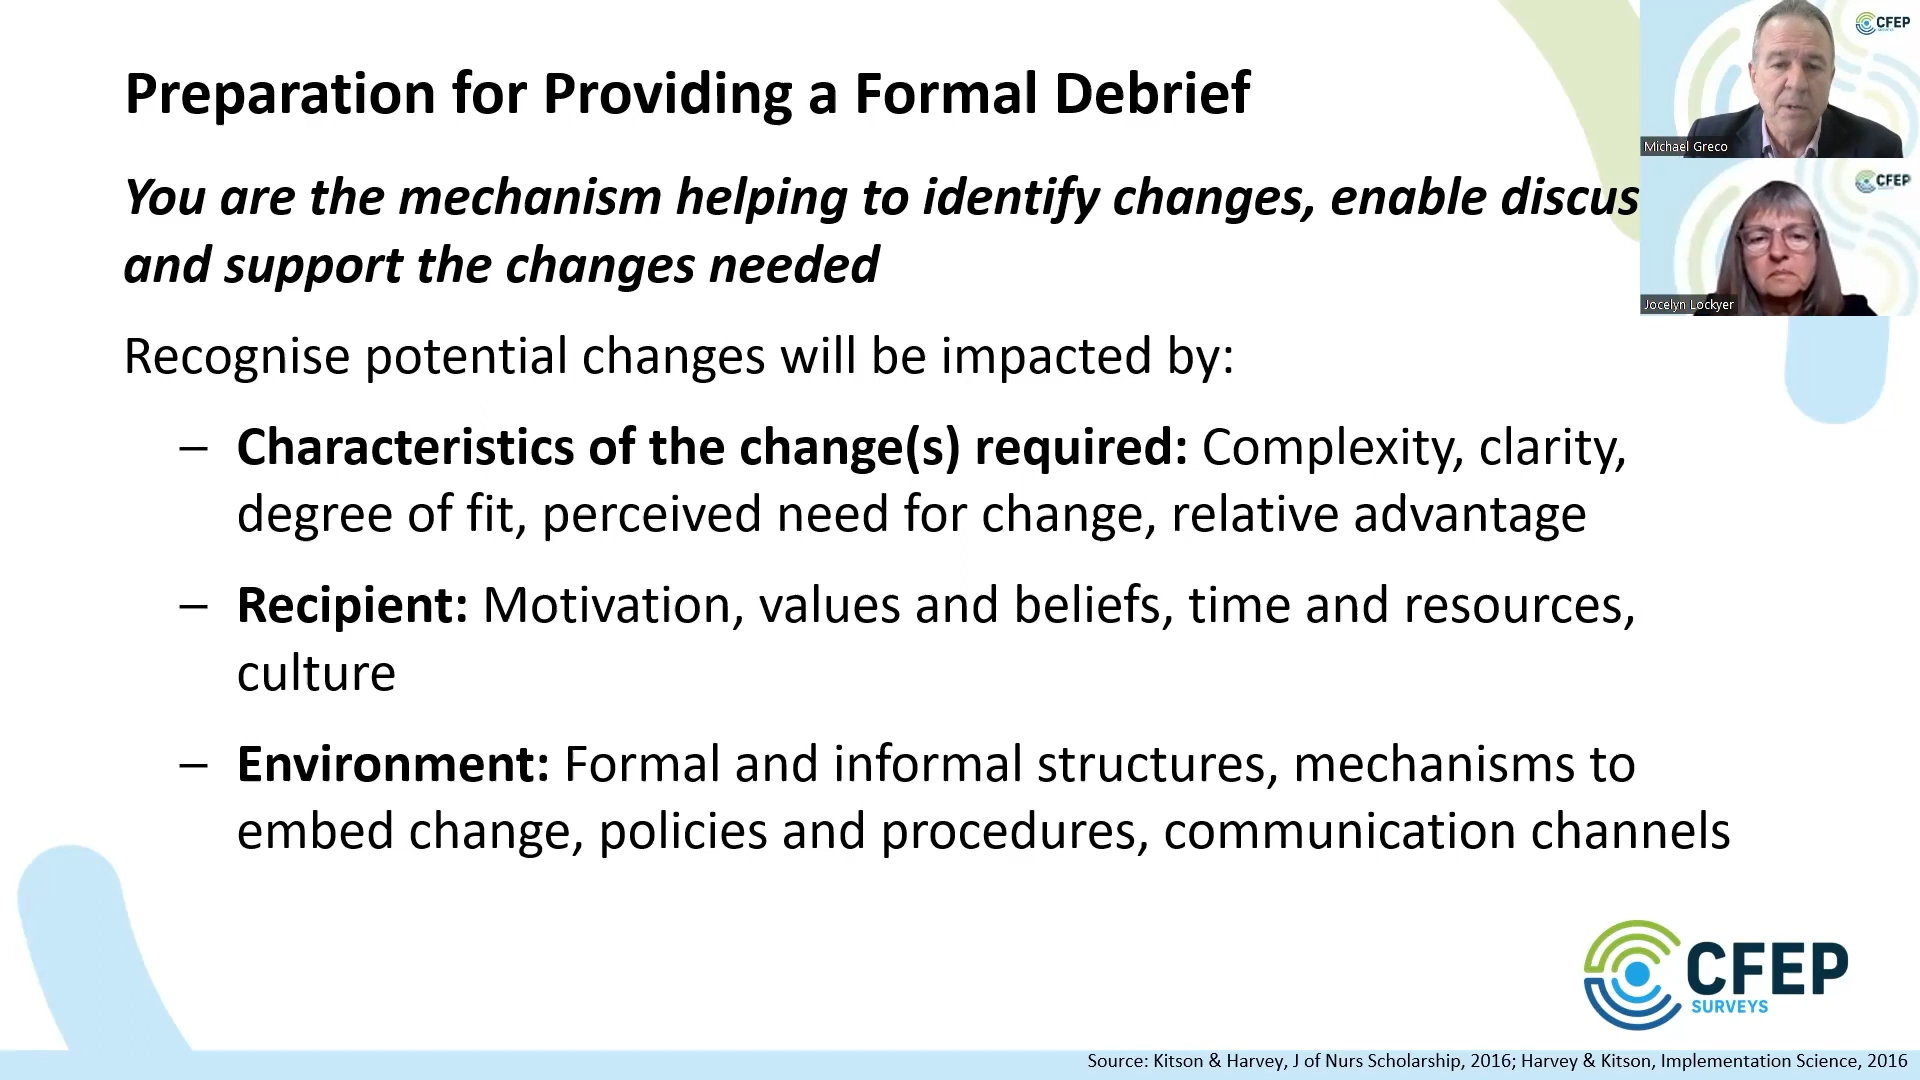 Preparation for Providing a Formal Debrief
You are the mechanism helping to identify changes, enable discus
and support the changes needed
Recognise potential changes will be impacted by:
– Characteristics of the change(s) required: Complexity, clarity,
degree of fit, perceived need for change, relative advantage
– Recipient: Motivation, values and beliefs, time and resources,
culture
– Environment: Formal and informal structures, mechanisms to
embed change, policies and procedures, communication channels
CFEP
SURVEYS
Source: Kitson & Harvey, J of Nurs Scholarship, 2016; Harvey & Kitson, Implementation Science, 2016
CFEP
Michael Greco
CFEP
Jocelyn Lockyer